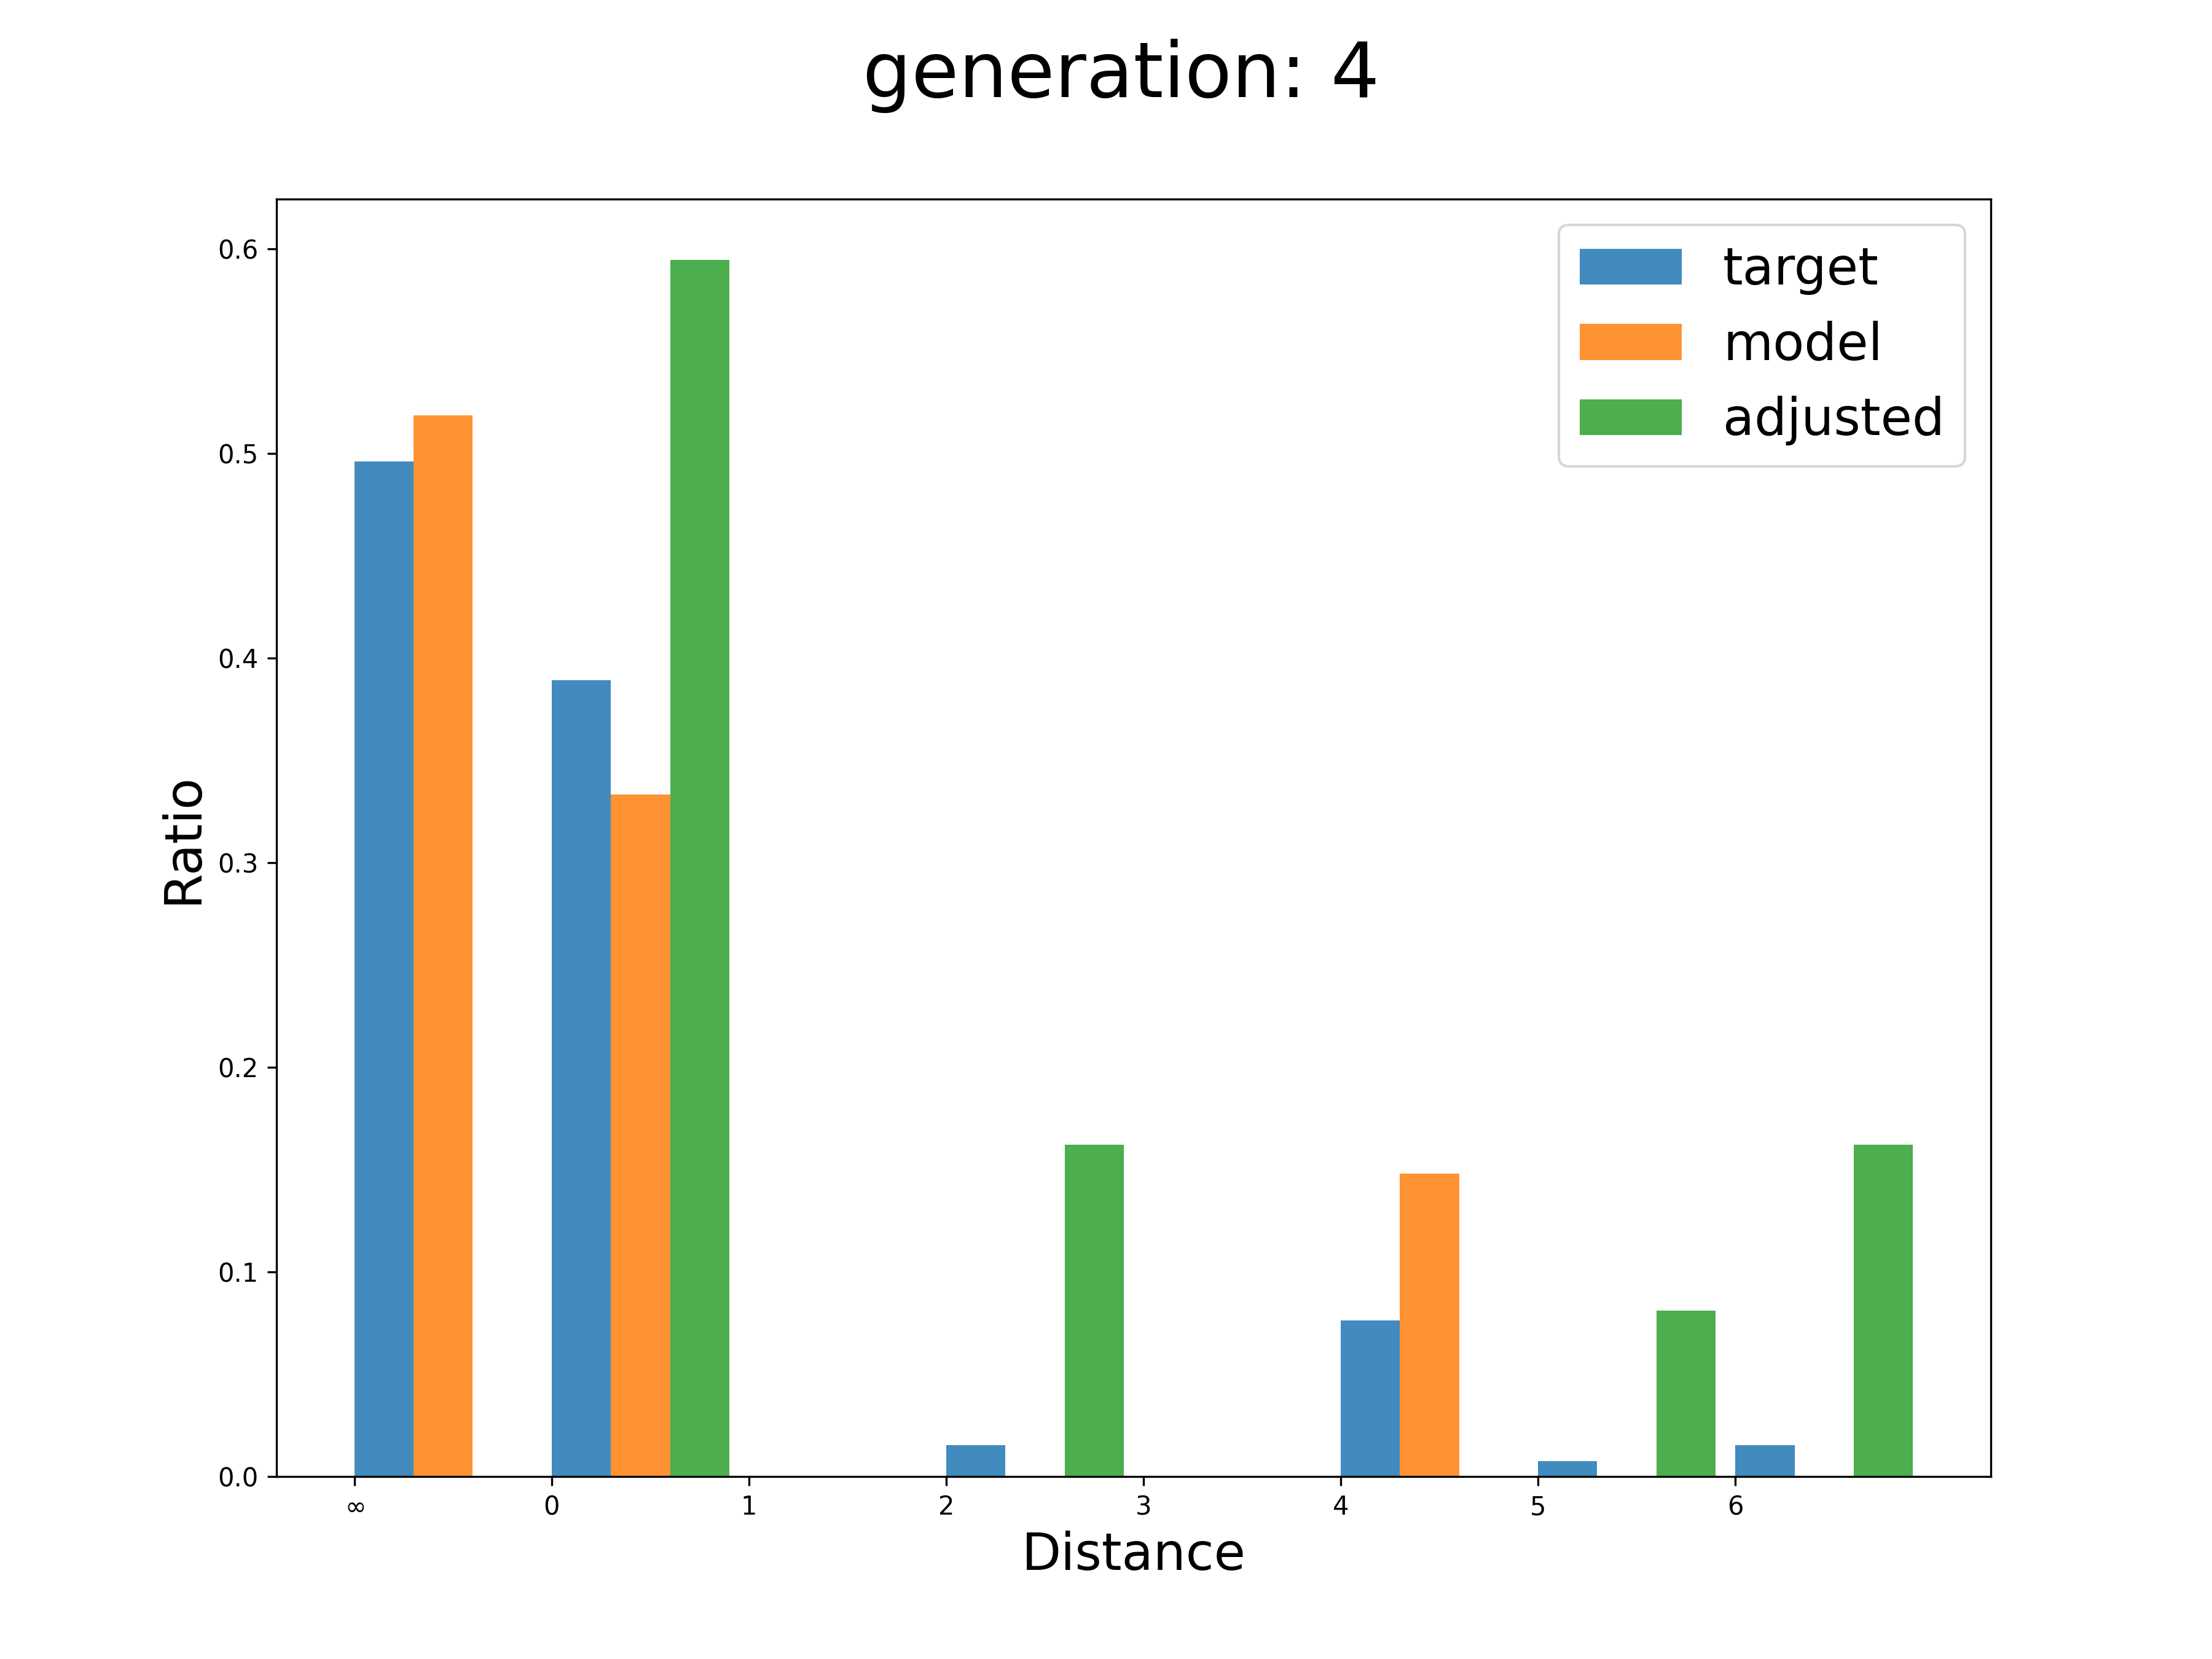 generation: 4
target
model
adjusted
Ratio
0.6
0.5
0.4
0.3
0.2
0.1
0.0
∞ 0 1 2 3 4 5 6
Distance